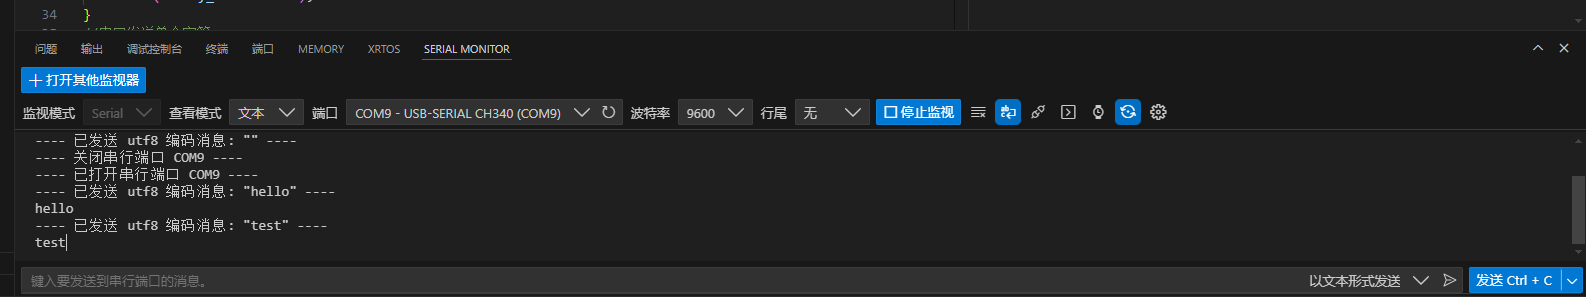 34 }
问题 输出 调试控制台 终端 端口 MEMORY XRTOS SERIAL MONITOR
打开其他监视器
监视模式 Serial 查看模式 文本 端口 COM9 - USB-SERIAL CH340 (COM9) 波特率 9600 行尾 无 停止监视
---- 已发送 utf8 编码消息: "" ----
---- 关闭串行端口 COM9 ----
---- 已打开串行端口 COM9 ----
---- 已发送 utf8 编码消息: "hello" ----
hello
---- 已发送 utf8 编码消息: "test" ----
test
键入要发送到串行端口的消息。 以文本形式发送 发送 Ctrl + C